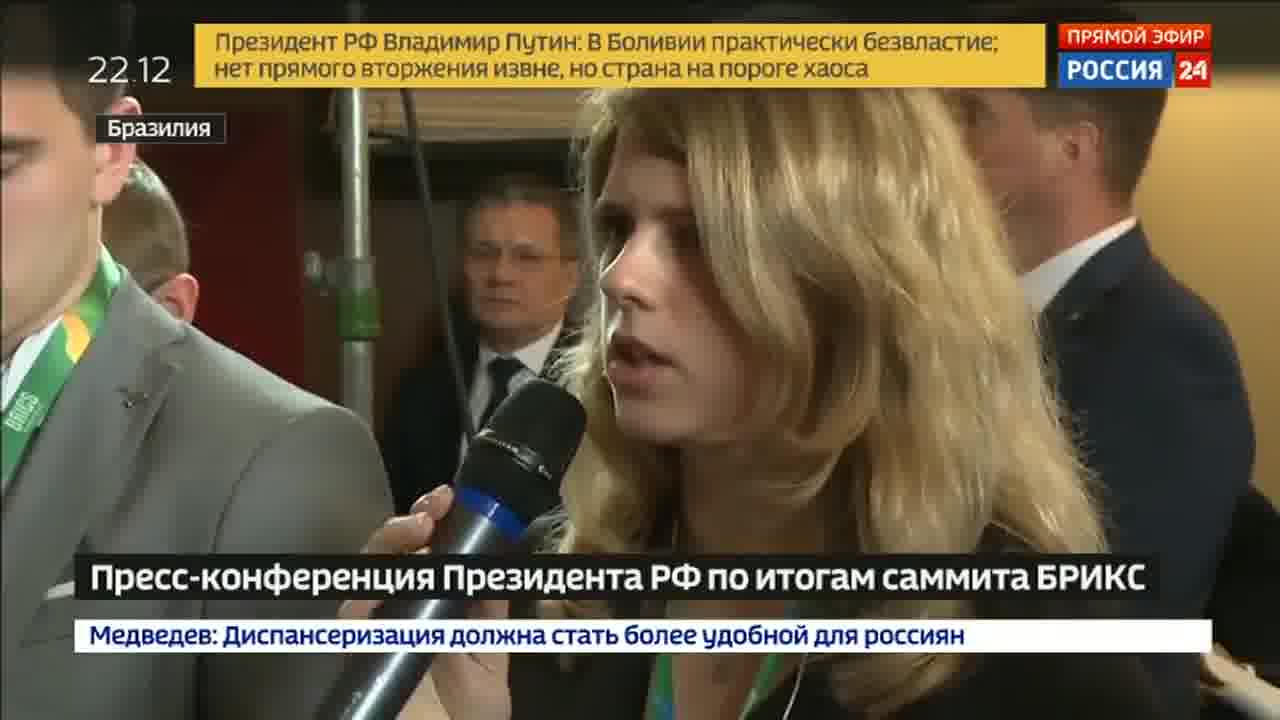 22.12
Президент РФ Владимир Путин: В Боливии практически безвластие;
нет прямого вторжения извне, но страна на пороге хаоса
ПРЯМОЙ ЭФИР
РОССИЯ 24
Бразилия
BRICS
Пресс-конференция Президента РФ по итогам саммита БРИКС
Медведев: Диспансеризация должна стать более удобной для россиян